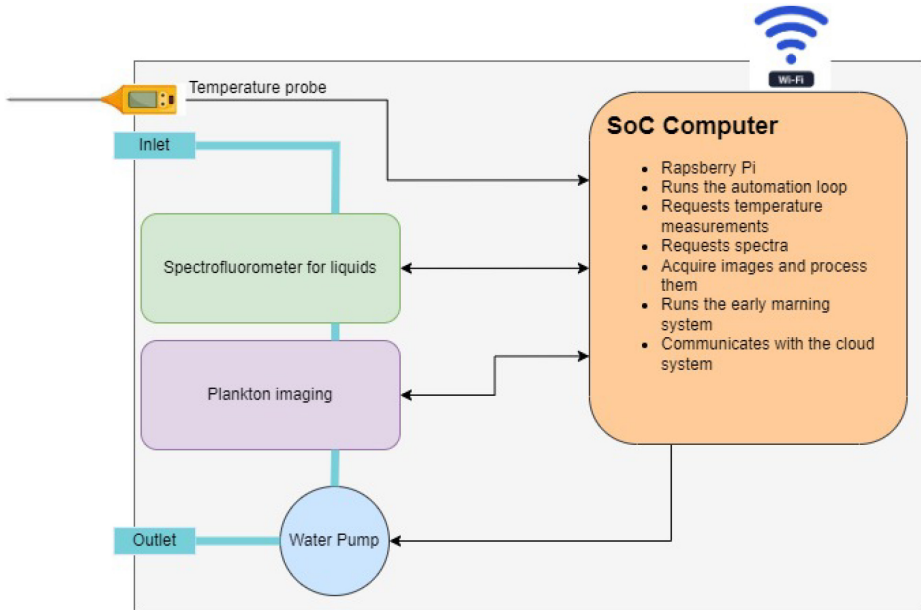 Wi-Fi
Temperature probe
SoC Computer
Inlet
• Rapsberry Pi
• Runs the automation loop
• Requests temperature
measurements
• Requests spectra
• Acquire images and process
them
• Runs the early marning
system
• Communicates with the cloud
system
Spectrofluorometer for liquids
Plankton imaging
Outlet
Water Pump